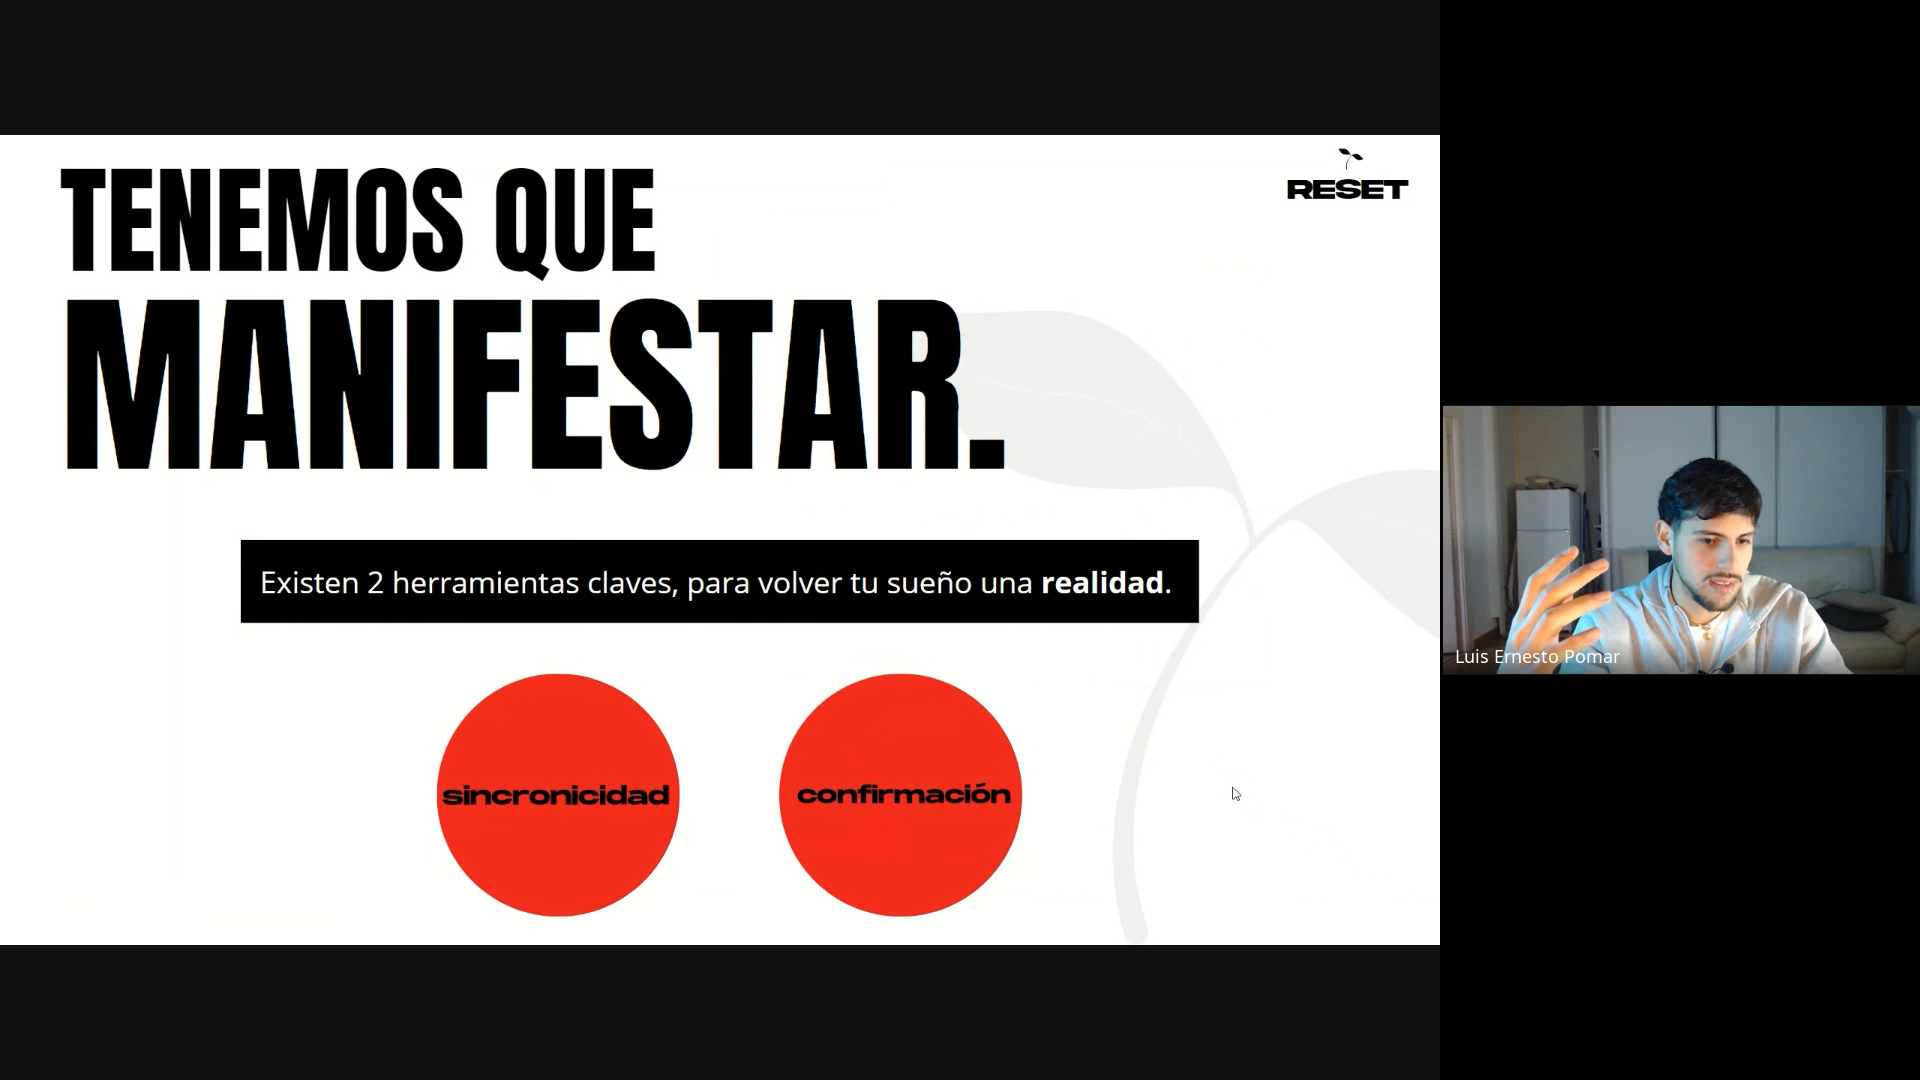 TENEMOS QUE
MANIFESTAR.
RESET
Existen 2 herramientas claves, para volver tu sueño una realidad.
sincronicidad
confirmación
Luis Ernesto Pomar